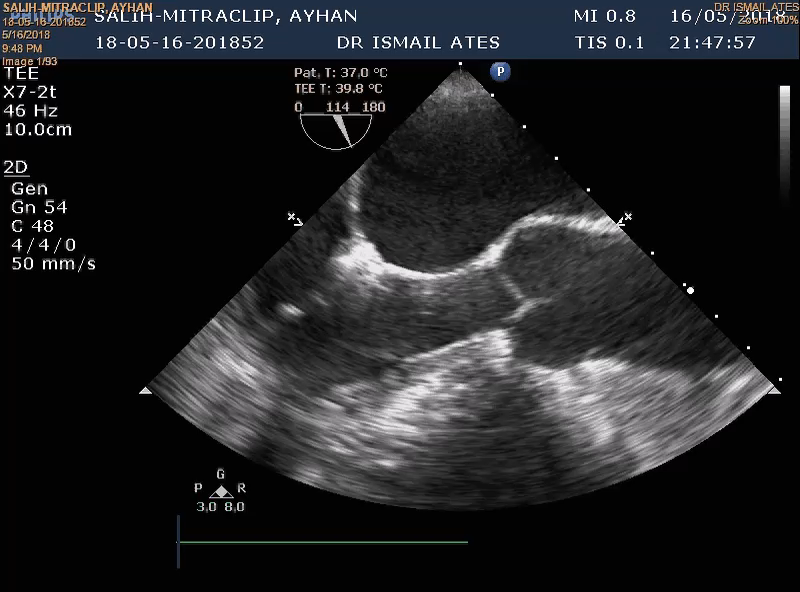 SALIH-MITRACLIP, AYHAN
18-05-16-201852
5/16/2018
9:48 PM
Image 1/93
SALIH-MITRACLIP, AYHAN
18-05-16-201852
DR ISMAIL ATES
MI 0.8
TIS 0.1
DR ISMAIL ATES
Zoom 100%
16/05/2018
21:47:57
TEE
X7-2t
46 Hz
10.0cm
2D
Gen
Gn 54
C 48
4/4/0
50 mm/s
Pat. T: 37.0 °C
TEE T: 39.8 °C
0 114 180
P
G
P R
3.0 8.0